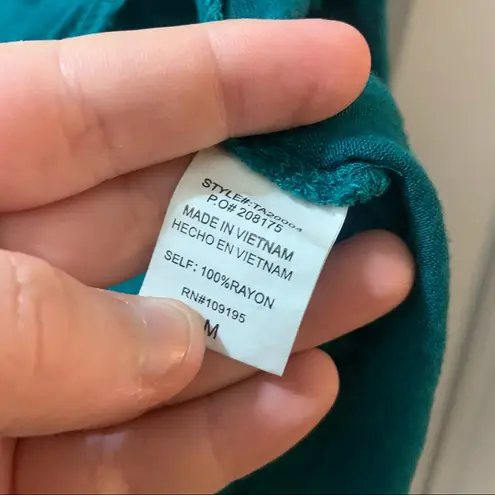 STYLE#:TA20004
P.O# 208175
MADE IN VIETNAM
HECHO EN VIETNAM
SELF: 100%RAYON
RN#109195
M